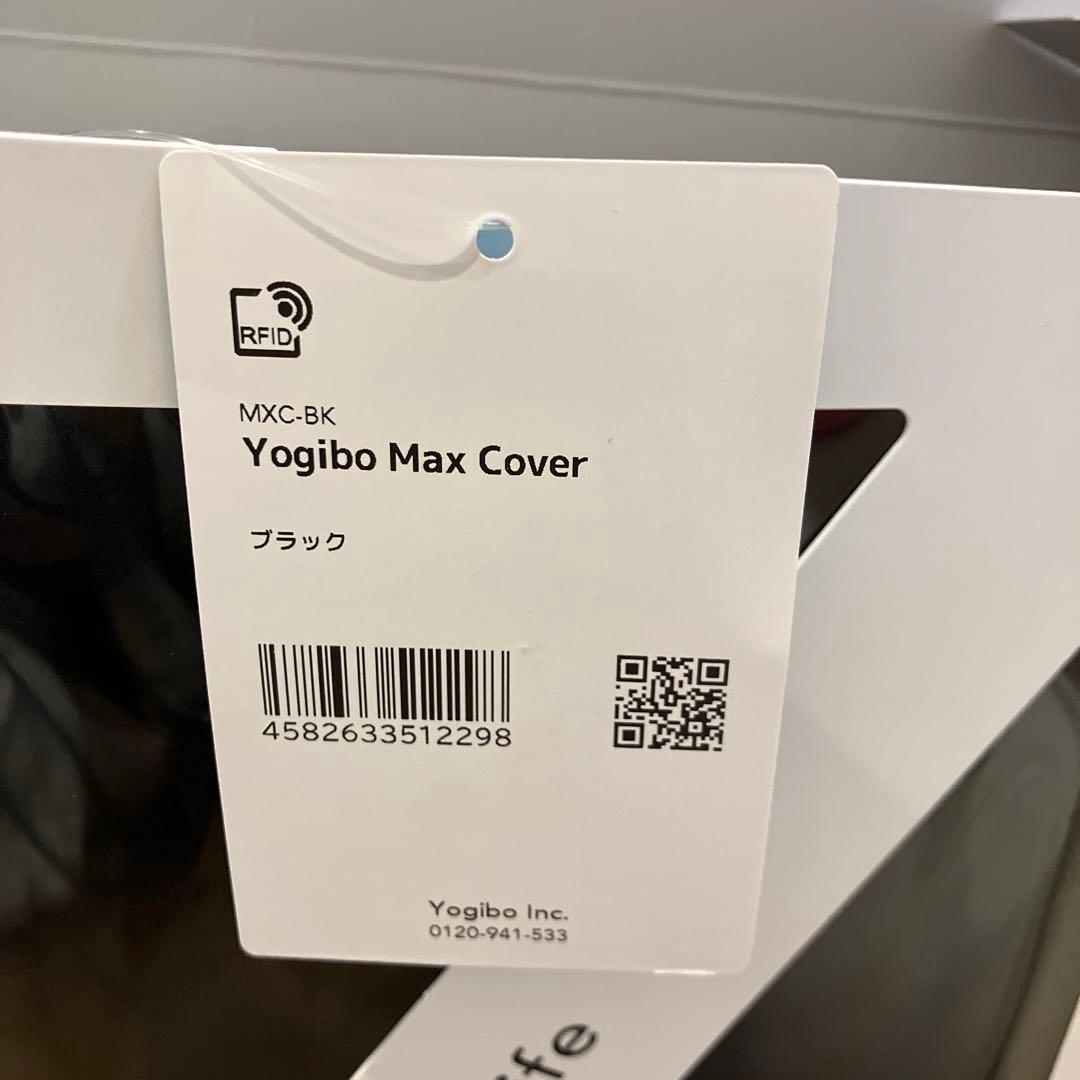 RFID
MXC-BK
Yogibo Max Cover
ブラック
4582633512298
Yogibo Inc.
0120-941-533